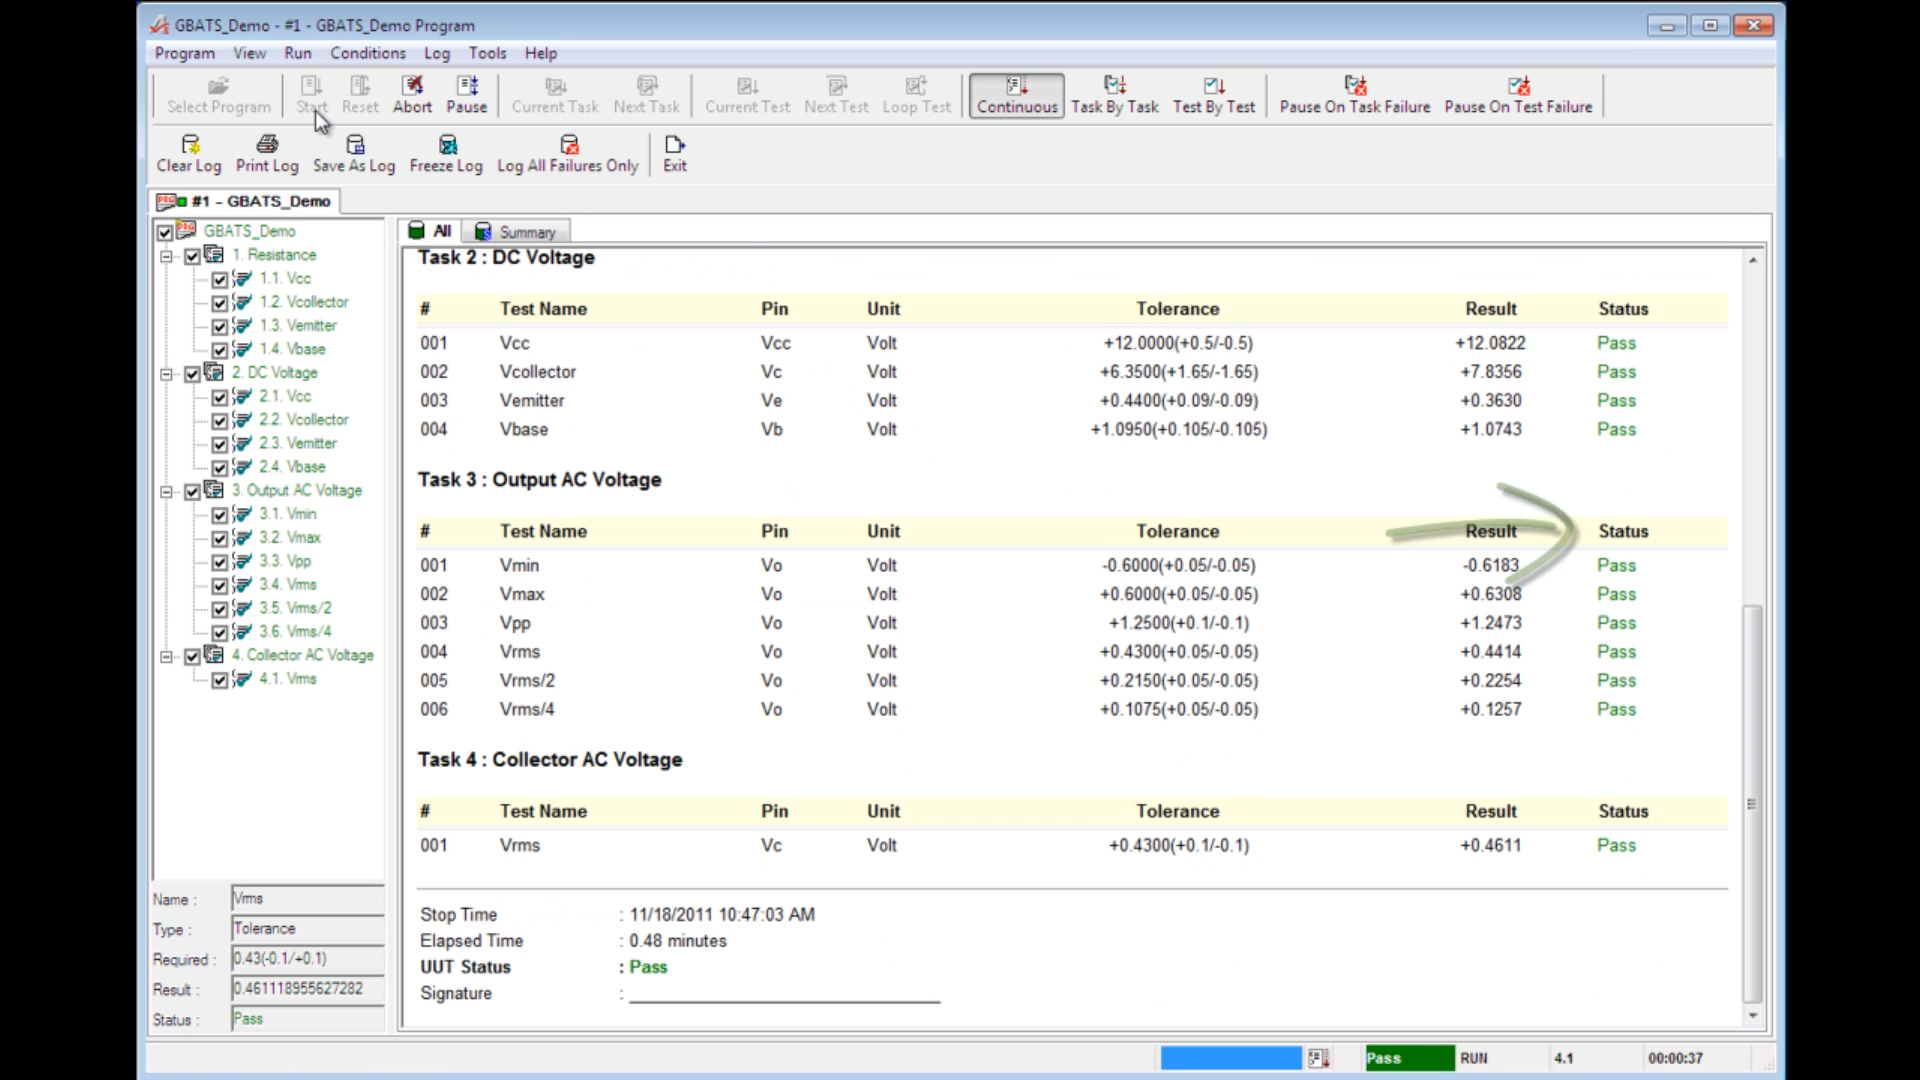 GBATS_Demo - #1 - GBATS_Demo Program
Program View Run Conditions Log Tools Help
Select Program Start Reset Abort Pause Current Task Next Task Current Test Next Test Loop Test Continuous Task By Task Test By Test Pause On Task Failure Pause On Test Failure
Clear Log Print Log Save As Log Freeze Log Log All Failures Only Exit
#1 - GBATS_Demo
GBATS_Demo
1. Resistance
1.1. Vcc
1.2. Vcollector
1.3. Vemitter
1.4. Vbase
2. DC Voltage
2.1. Vcc
2.2. Vcollector
2.3. Vemitter
2.4. Vbase
3. Output AC Voltage
3.1. Vmin
3.2. Vmax
3.3. Vpp
3.4. Vrms
3.5. Vrms/2
3.6. Vrms/4
4. Collector AC Voltage
4.1. Vrms
Name : Vrms
Type : Tolerance
Required : 0.43(-0.1/+0.1)
Result : 0.461118955627282
Status : Pass
All Summary
Task 2 : DC Voltage
# Test Name Pin Unit Tolerance Result Status
001 Vcc Vcc Volt +12.0000(+0.5/-0.5) +12.0822 Pass
002 Vcollector Vc Volt +6.3500(+1.65/-1.65) +7.8356 Pass
003 Vemitter Ve Volt +0.4400(+0.09/-0.09) +0.3630 Pass
004 Vbase Vb Volt +1.0950(+0.105/-0.105) +1.0743 Pass
Task 3 : Output AC Voltage
# Test Name Pin Unit Tolerance Result Status
001 Vmin Vo Volt -0.6000(+0.05/-0.05) -0.6183 Pass
002 Vmax Vo Volt +0.6000(+0.05/-0.05) +0.6308 Pass
003 Vpp Vo Volt +1.2500(+0.1/-0.1) +1.2473 Pass
004 Vrms Vo Volt +0.4300(+0.05/-0.05) +0.4414 Pass
005 Vrms/2 Vo Volt +0.2150(+0.05/-0.05) +0.2254 Pass
006 Vrms/4 Vo Volt +0.1075(+0.05/-0.05) +0.1257 Pass
Task 4 : Collector AC Voltage
# Test Name Pin Unit Tolerance Result Status
001 Vrms Vc Volt +0.4300(+0.1/-0.1) +0.4611 Pass
Stop Time : 11/18/2011 10:47:03 AM
Elapsed Time : 0.48 minutes
UUT Status : Pass
Signature :
Pass RUN 4.1 00:00:37